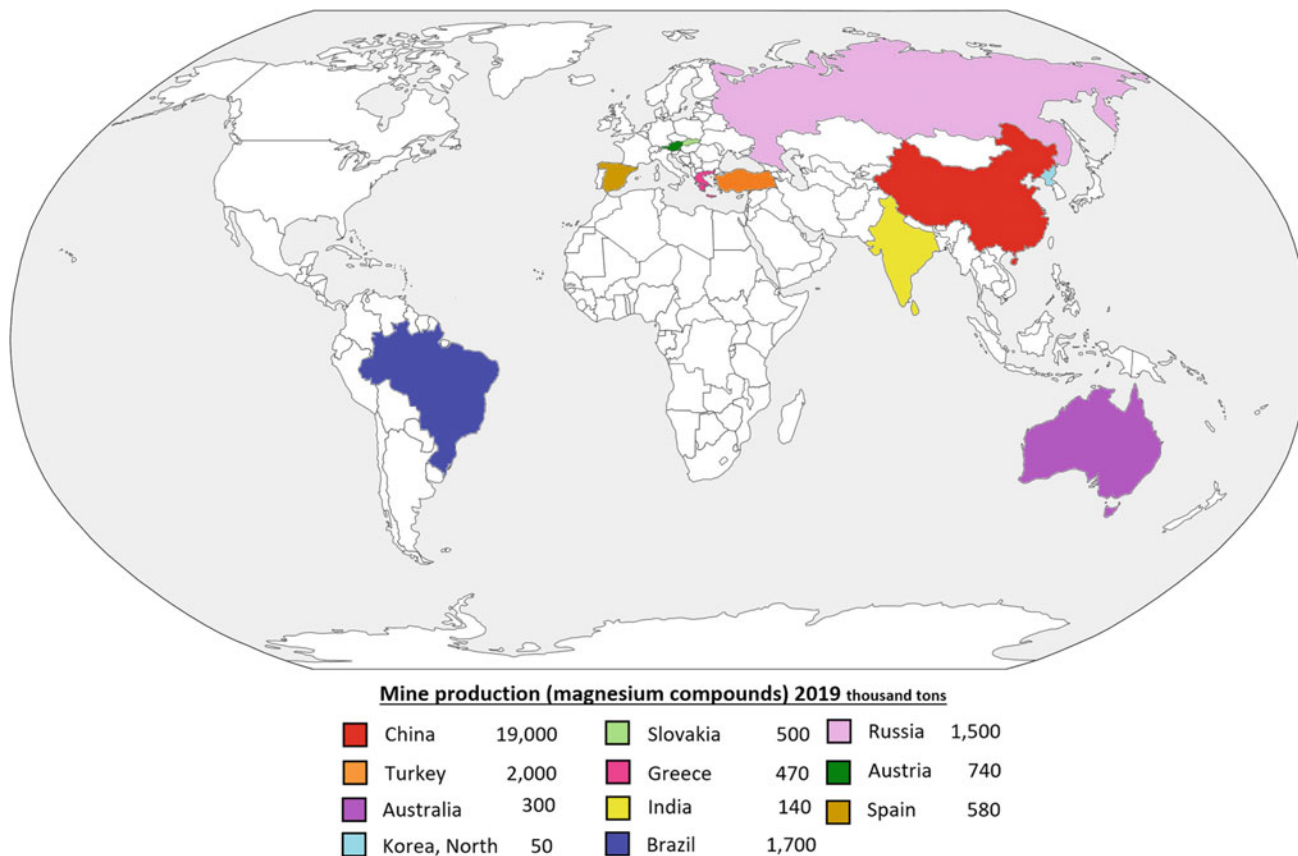 Mine production (magnesium compounds) 2019 thousand tons
China 19,000 Slovakia 500 Russia 1,500
Turkey 2,000 Greece 470 Austria 740
Australia 300 India 140 Spain 580
Korea, North 50 Brazil 1,700